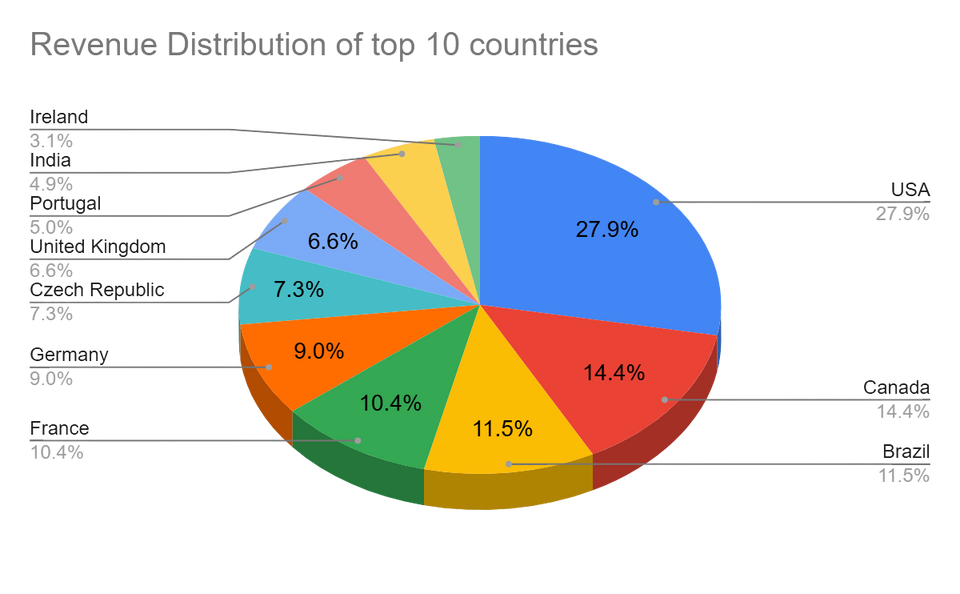 Revenue Distribution of top 10 countries
Ireland
3.1%
India
4.9%
Portugal
5.0%
United Kingdom
6.6%
Czech Republic
7.3%
Germany
9.0%
France
10.4%
USA
27.9%
Canada
14.4%
Brazil
11.5%
27.9%
14.4%
11.5%
10.4%
9.0%
7.3%
6.6%